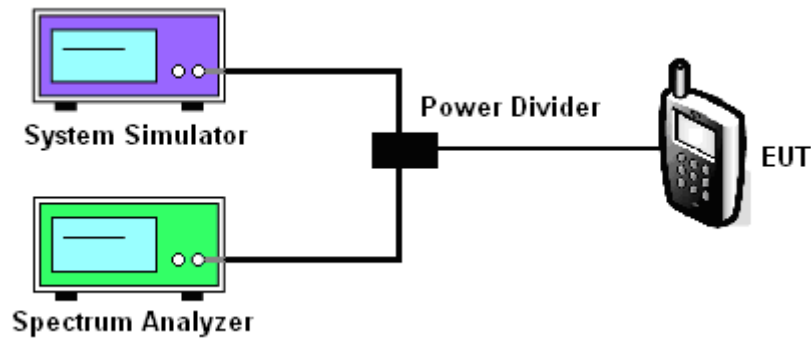 System Simulator
Power Divider
EUT
Spectrum Analyzer